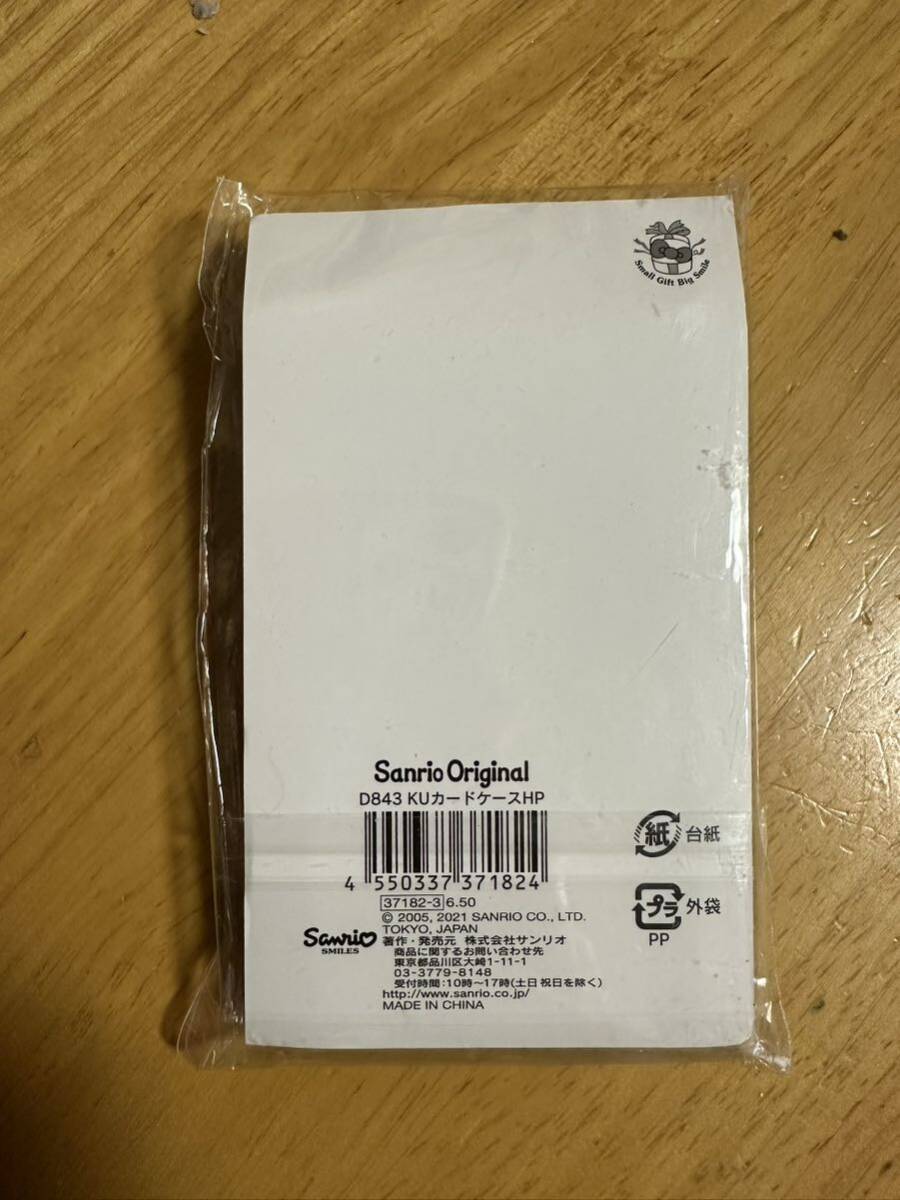 Small Gift Big Smile
Sanrio Original
D843 KUカードケースHP
4 550337 371824
37182-3 6.50
© 2005, 2021 SANRIO CO., LTD.
TOKYO, JAPAN
Sanrio
SMILES
著作・発売元 株式会社サンリオ
商品に関するお問い合わせ先
東京都品川区大崎1-11-1
03-3779-8148
受付時間:10時〜17時(土日 祝日を除く)
http://www.sanrio.co.jp/
MADE IN CHINA
紙 台紙
プラ 外袋
PP